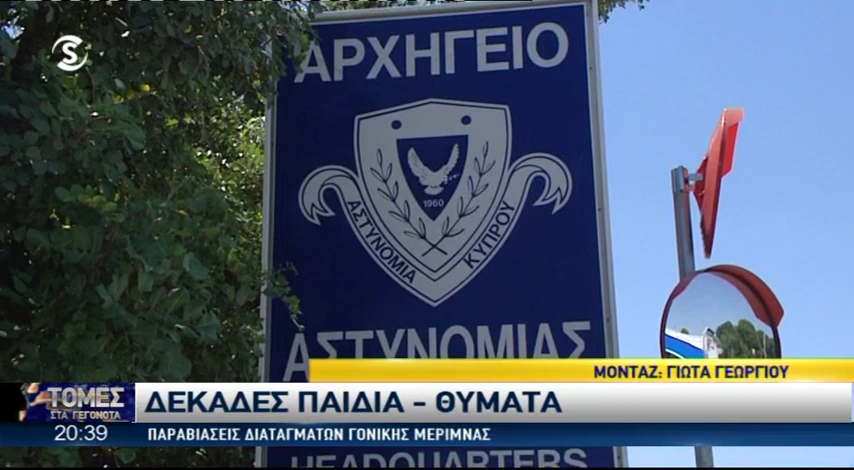 S
ΑΡΧΗΓΕΙΟ
1960
ΑΣΤΥΝΟΜΙΑ
ΚΥΠΡΟΥ
ΑΣΤΥΝΟΜΙΑΣ
ΜΟΝΤΑΖ: ΓΙΩΤΑ ΓΕΩΡΓΙΟΥ
ΤΟΜΕΣ
ΣΤΑ ΓΕΓΟΝΟΤΑ
ΔΕΚΑΔΕΣ ΠΑΙΔΙΑ - ΘΥΜΑΤΑ
20:39
ΠΑΡΑΒΙΑΣΕΙΣ ΔΙΑΤΑΓΜΑΤΩΝ ΓΟΝΙΚΗΣ ΜΕΡΙΜΝΑΣ
HEADQUARTERS